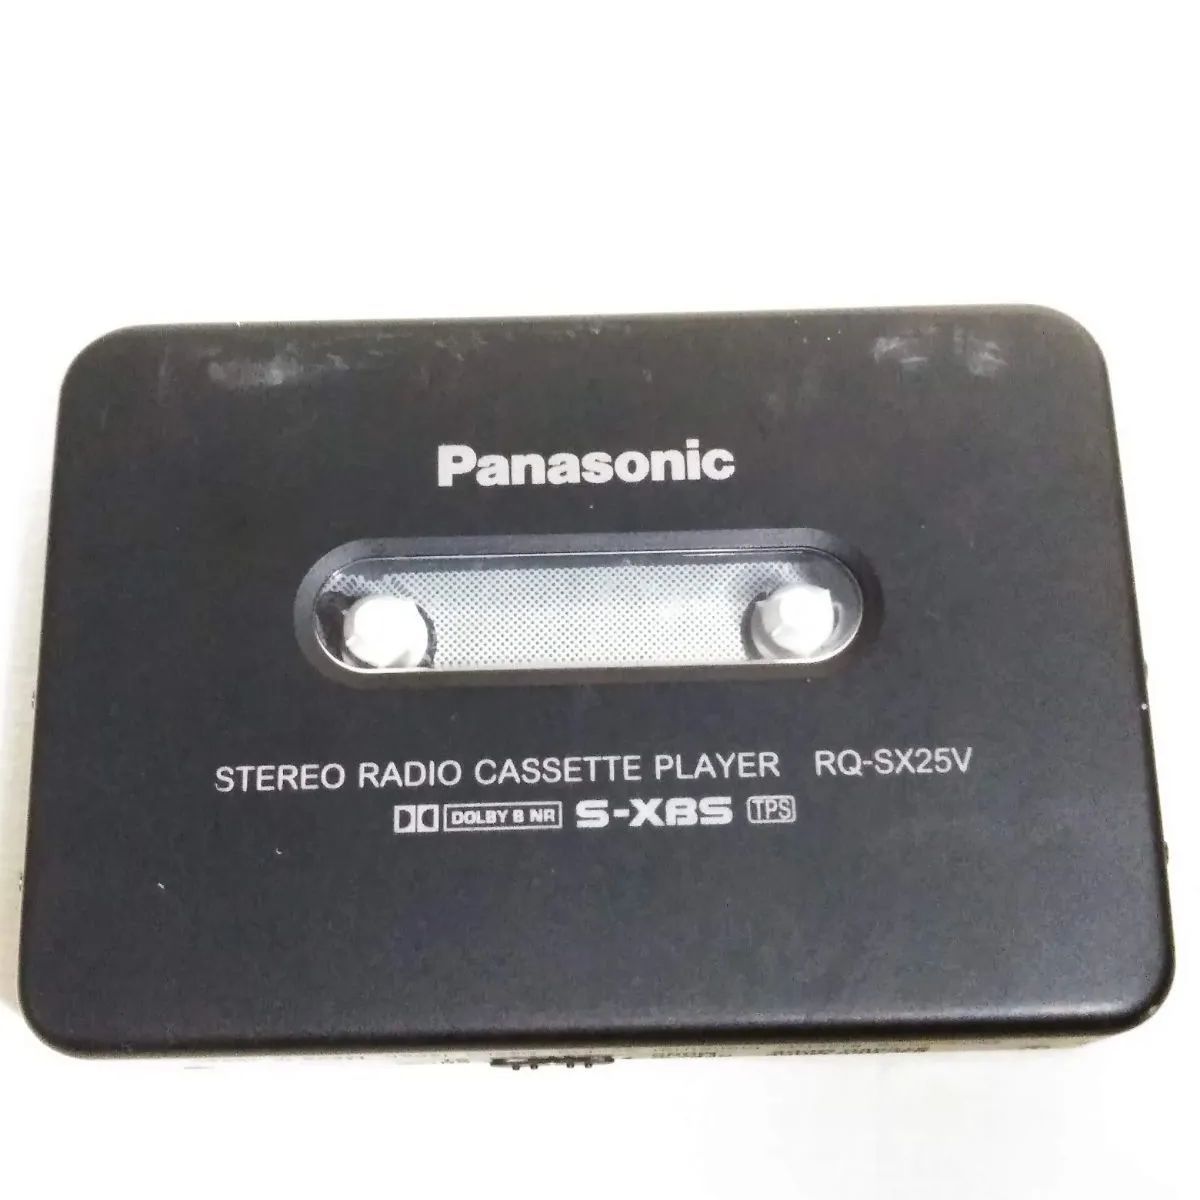 Panasonic
STEREO RADIO CASSETTE PLAYER RQ-SX25V
DOLBY B NR S-XBS TPS